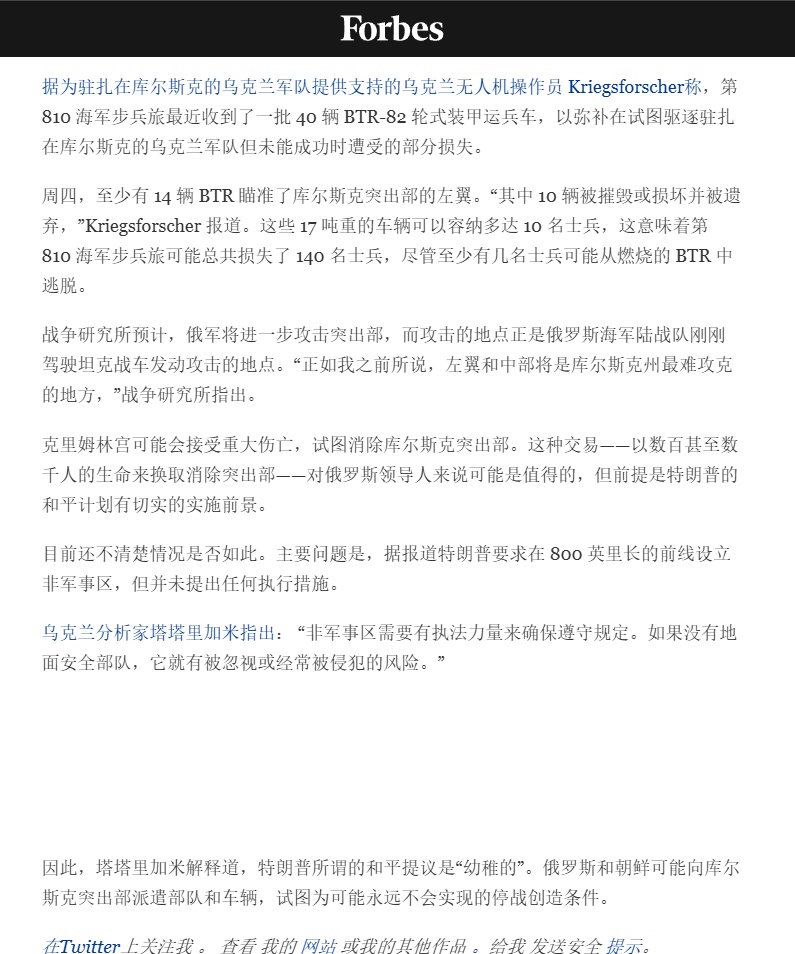 Forbes
据为驻扎在库尔斯克的乌克兰军队提供支持的乌克兰无人机操作员 Kriegsforscher称，第
810 海军步兵旅最近收到了一批 40 辆 BTR-82 轮式装甲运兵车，以弥补在试图驱逐驻扎
在库尔斯克的乌克兰军队但未能成功时遭受的部分损失。
周四，至少有 14 辆 BTR 瞄准了库尔斯克突出部的左翼。“其中 10 辆被摧毁或损坏并被遗
弃，”Kriegsforscher 报道。这些 17 吨重的车辆可以容纳多达 10 名士兵，这意味着第
810 海军步兵旅可能总共损失了 140 名士兵，尽管至少有几名士兵可能从燃烧的 BTR 中
逃脱。
战争研究所预计，俄军将进一步攻击突出部，而攻击的地点正是俄罗斯海军陆战队刚刚
驾驶坦克战车发动攻击的地点。“正如我之前所说，左翼和中部将是库尔斯克州最难攻克
的地方，”战争研究所指出。
克里姆林宫可能会接受重大伤亡，试图消除库尔斯克突出部。这种交易——以数百甚至数
千人的生命来换取消除突出部——对俄罗斯领导人来说可能是值得的，但前提是特朗普的
和平计划有切实的实施前景。
目前还不清楚情况是否如此。主要问题是，据报道特朗普要求在 800 英里长的前线设立
非军事区，但并未提出任何执行措施。
乌克兰分析家塔塔里加米指出： “非军事区需要有执法力量来确保遵守规定。如果没有地
面安全部队，它就有被忽视或经常被侵犯的风险。”
因此，塔塔里加米解释道，特朗普所谓的和平提议是“幼稚的”。俄罗斯和朝鲜可能向库尔
斯克突出部派遣部队和车辆，试图为可能永远不会实现的停战创造条件。
在Twitter上关注我 。 查看 我的 网站 或我的其他作品 。给我 发送安全 提示。